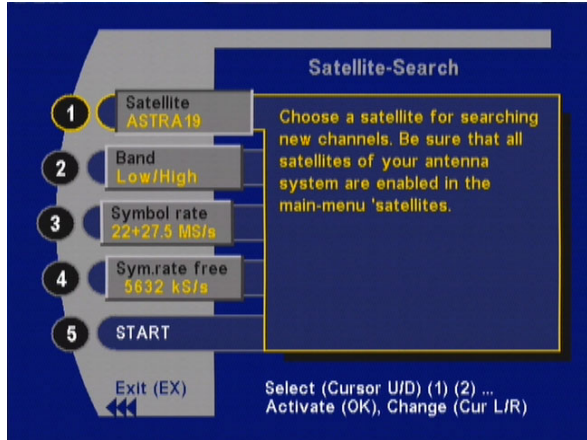 Satellite-Search
1
Satellite
ASTRA19
Choose a satellite for searching
new channels. Be sure that all
satellites of your antenna
system are enabled in the
main-menu 'satellites.
2
Band
Low/High
3
Symbol rate
22+27.5 MS/s
4
Sym.rate free
5632 kS/s
5
START
Exit (EX)
Select (Cursor U/D) (1) (2) ...
Activate (OK), Change (Cur L/R)